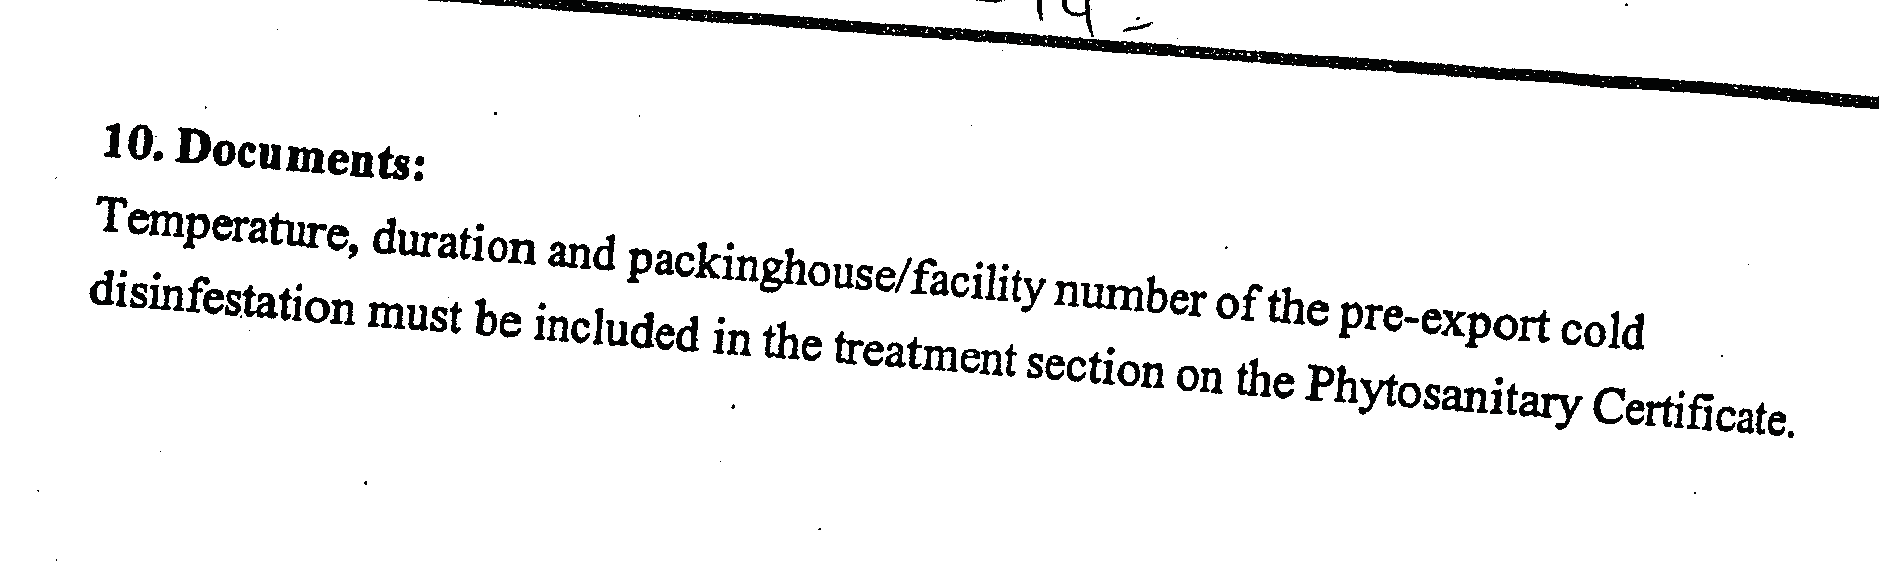 10. Documents:
Temperature, duration and packinghouse/facility number of the pre-export cold
disinfestation must be included in the treatment section on the Phytosanitary Certificate.